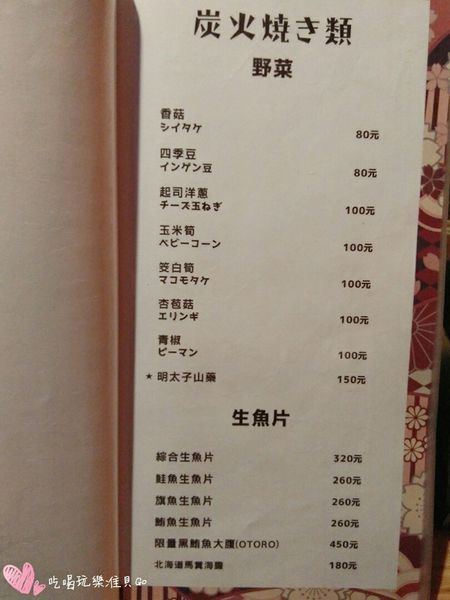 炭火焼き類
野菜
香菇
シイタケ 80元
四季豆
インゲン豆 80元
起司洋蔥
チーズ玉ねぎ 100元
玉米筍
ベビーコーン 100元
筊白筍
マコモタケ 100元
杏苞菇
エリンギ 100元
青椒
ピーマン 100元
★ 明太子山藥 150元
生魚片
綜合生魚片 320元
鮭魚生魚片 260元
旗魚生魚片 260元
鮪魚生魚片 260元
限量黑鮪魚大腹(OTORO) 450元
北海道馬糞海膽 180元
吃喝玩樂準貝Go